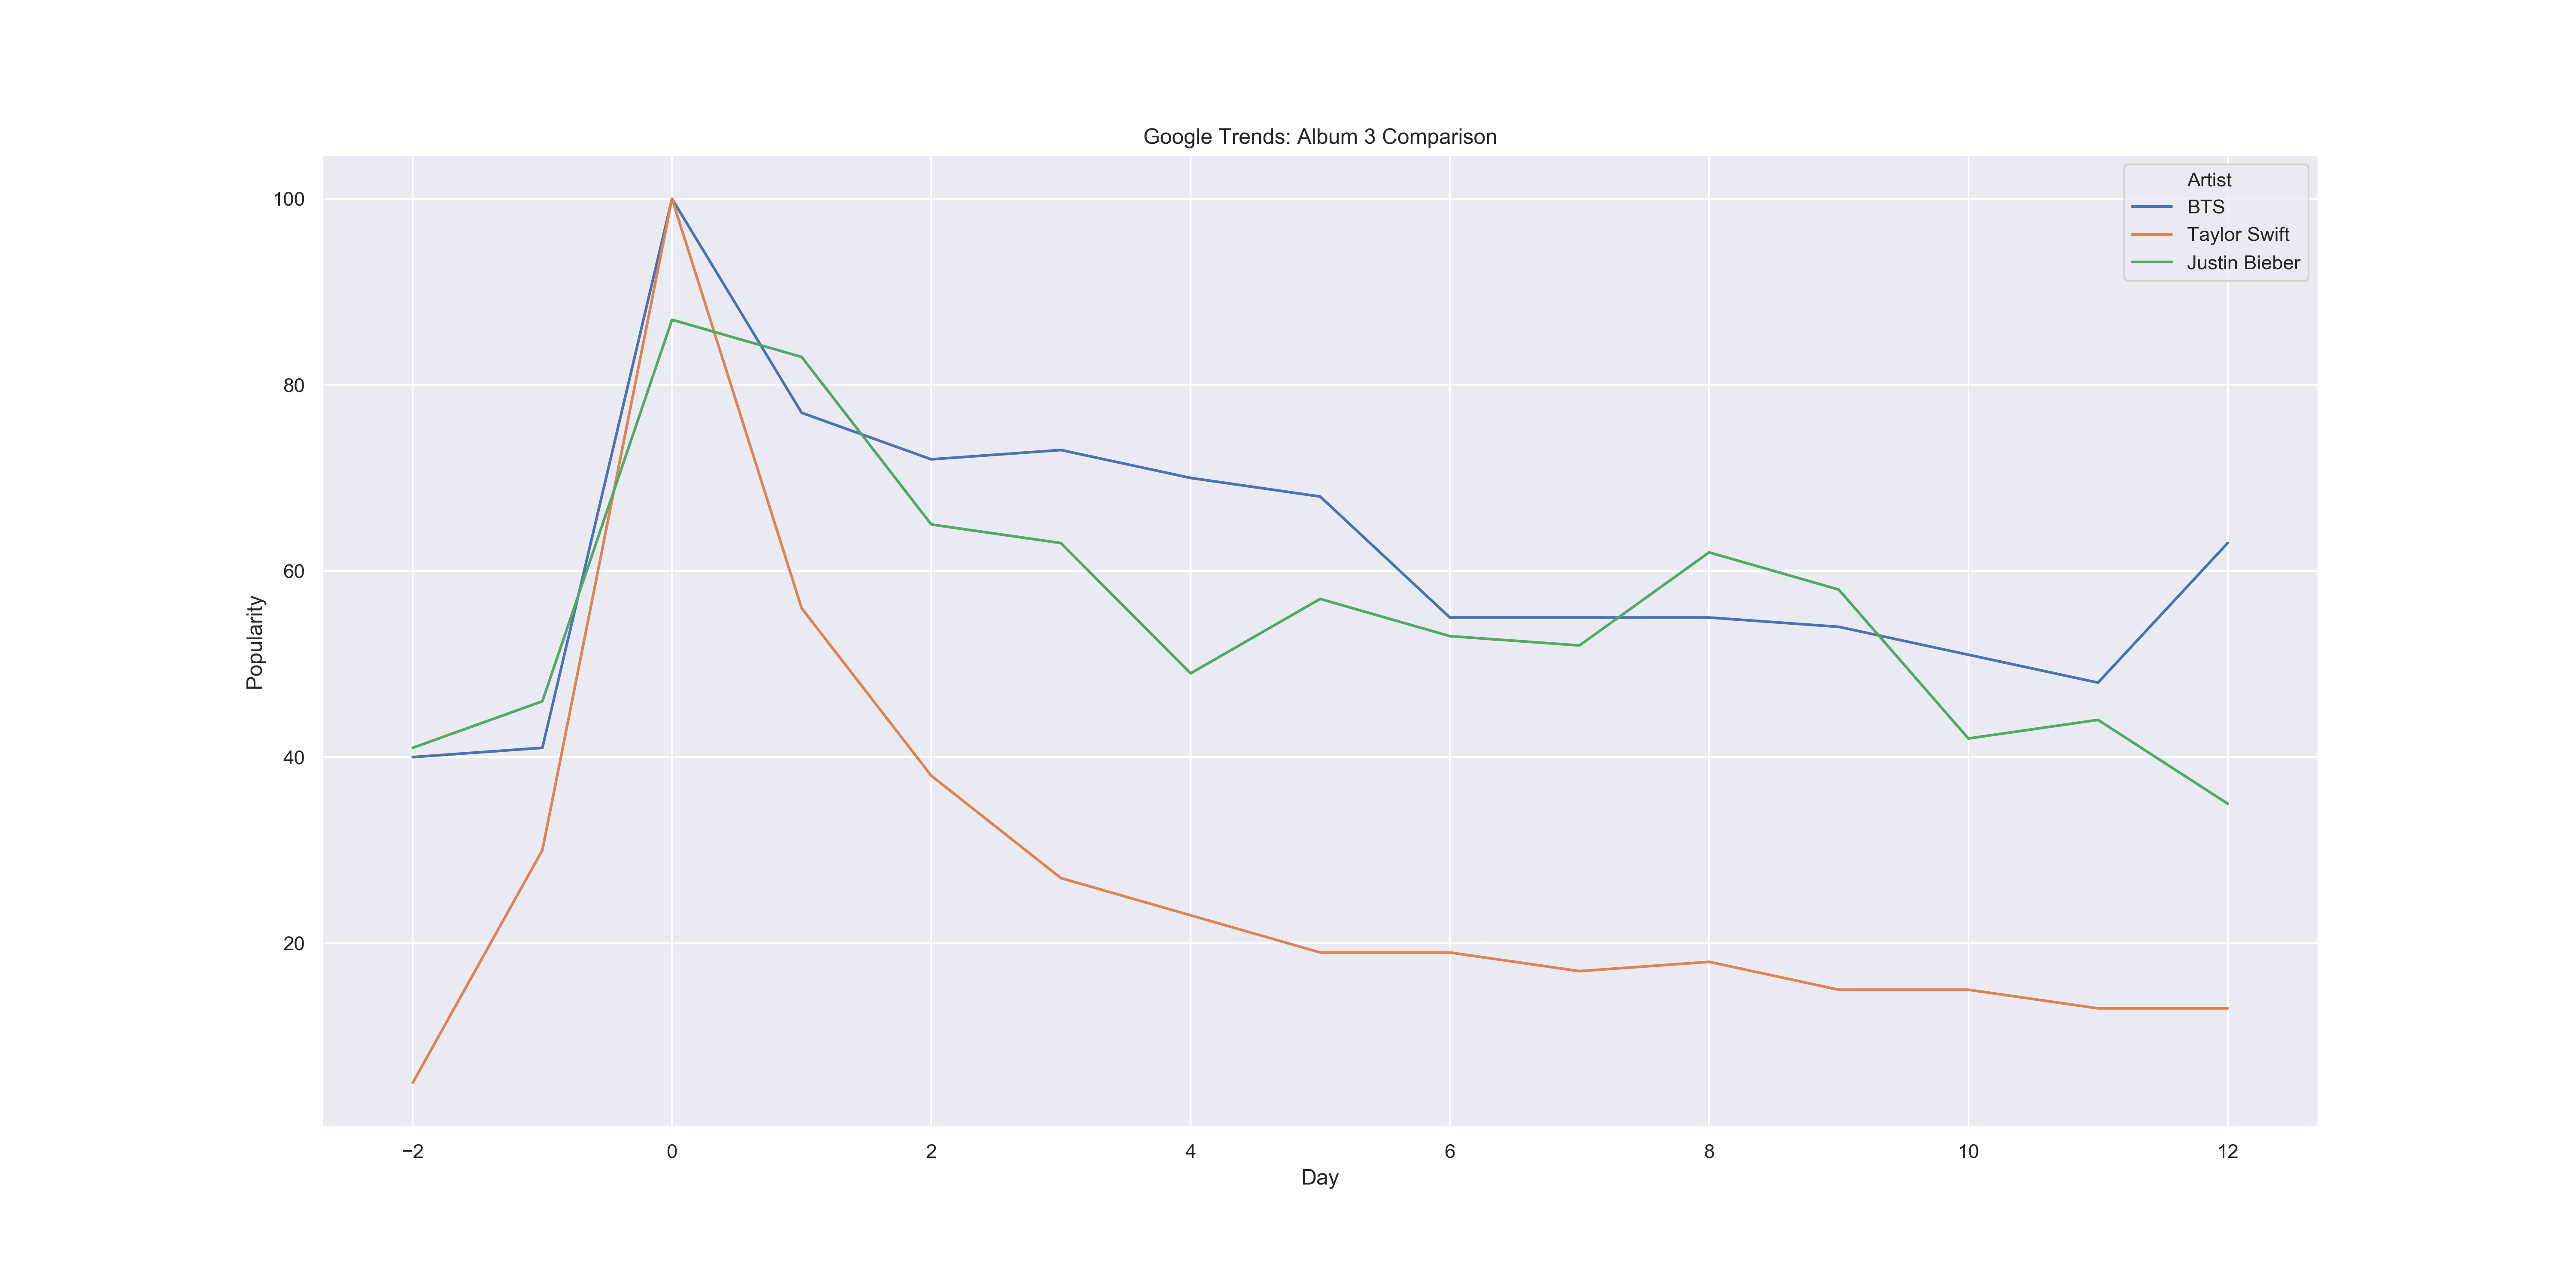 Google Trends: Album 3 Comparison
Artist
BTS
Taylor Swift
Justin Bieber
100
80
60
40
20
Popularity
−2 0 2 4 6 8 10 12
Day